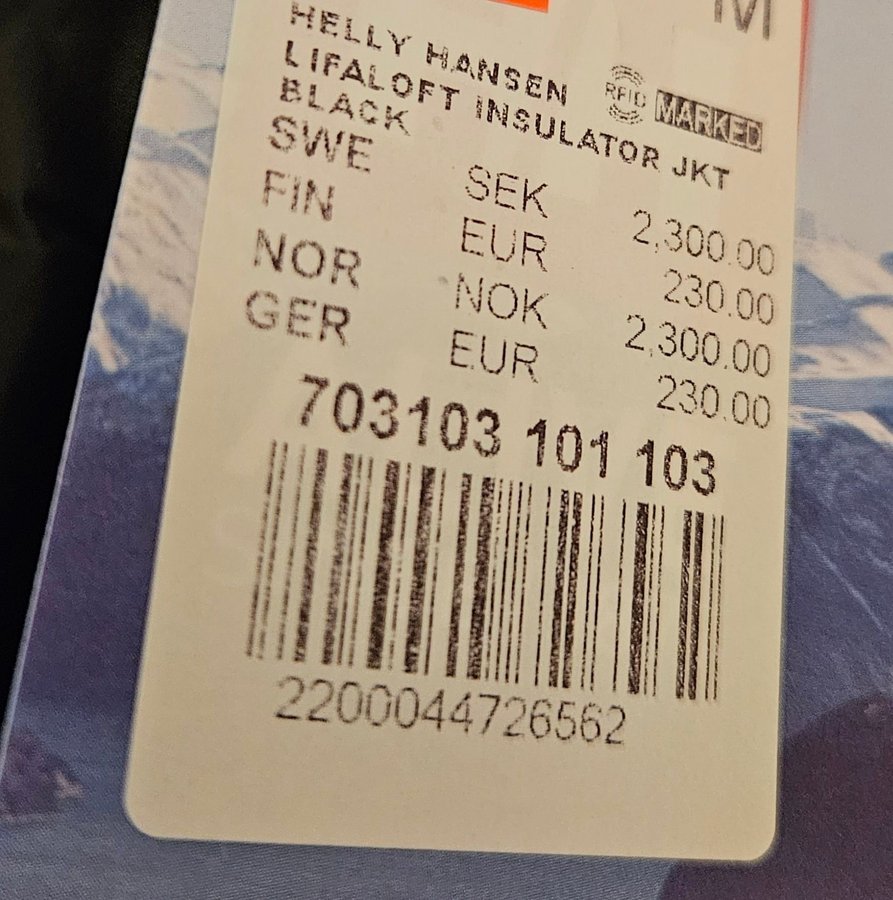 M
HELLY HANSEN
RFID MARKED
LIFALOFT INSULATOR JKT
BLACK
SWE SEK 2,300.00
FIN EUR 230.00
NOR NOK 2,300.00
GER EUR 230.00
703103 101 103
2200044726562